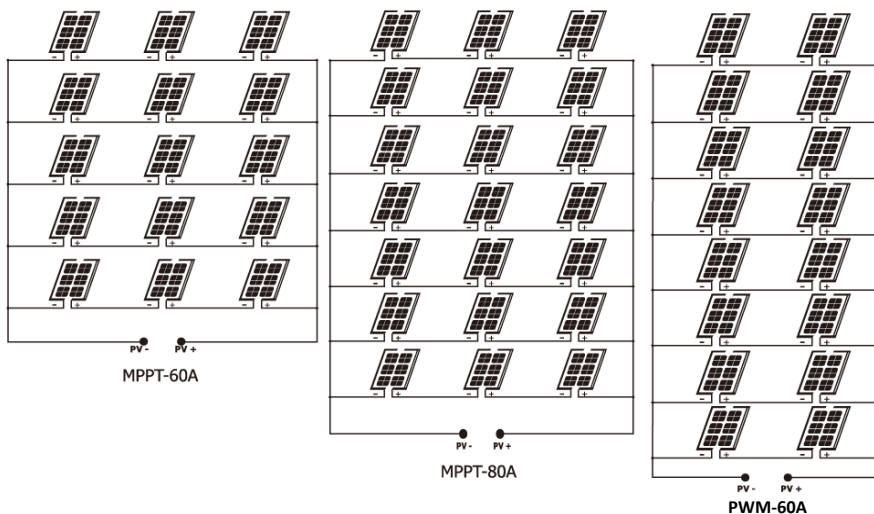 - + - + - +
- + - + - +
- + - + - +
- + - + - +
- + - + - +
PV - PV +
MPPT-60A
- + - + - +
- + - + - +
- + - + - +
- + - + - +
- + - + - +
- + - + - +
- + - + - +
PV - PV +
MPPT-80A
- + - +
- + - +
- + - +
- + - +
- + - +
- + - +
- + - +
- + - +
PV - PV +
PWM-60A